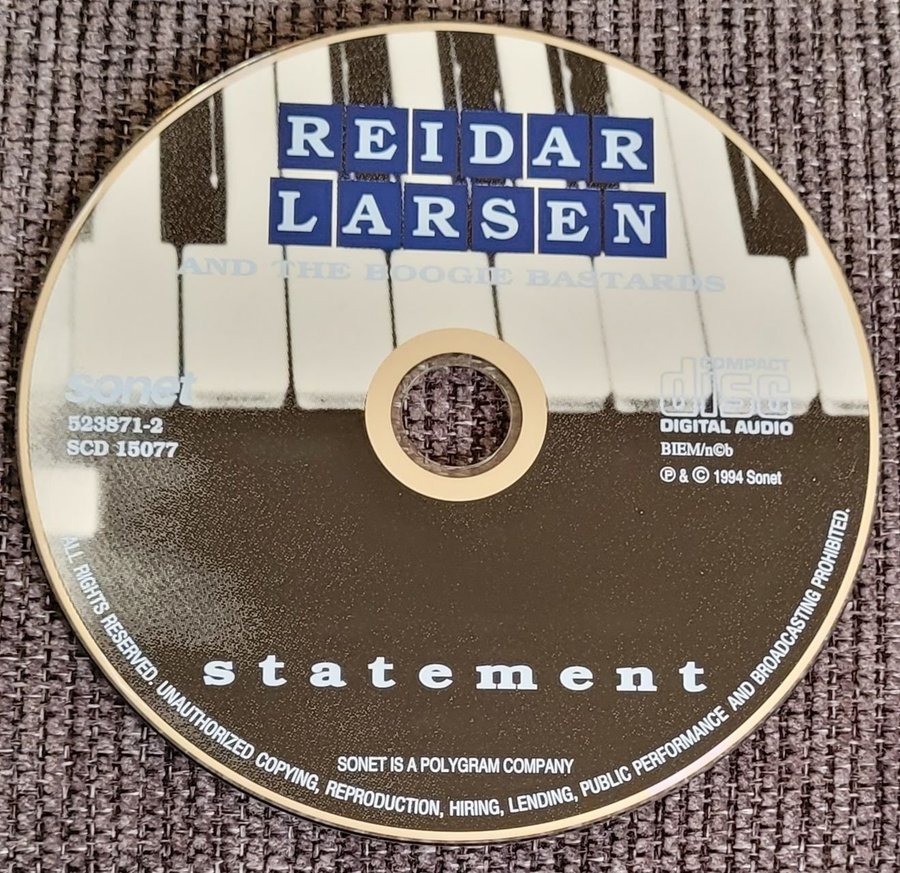 REIDAR
LARSEN
AND THE BOOGIE BASTARDS
sonet
523871-2
SCD 15077
COMPACT
disc
DIGITAL AUDIO
BIEM/n©b
℗ & © 1994 Sonet
statement
SONET IS A POLYGRAM COMPANY
ALL RIGHTS RESERVED. UNAUTHORIZED COPYING, REPRODUCTION, HIRING, LENDING, PUBLIC PERFORMANCE AND BROADCASTING PROHIBITED.